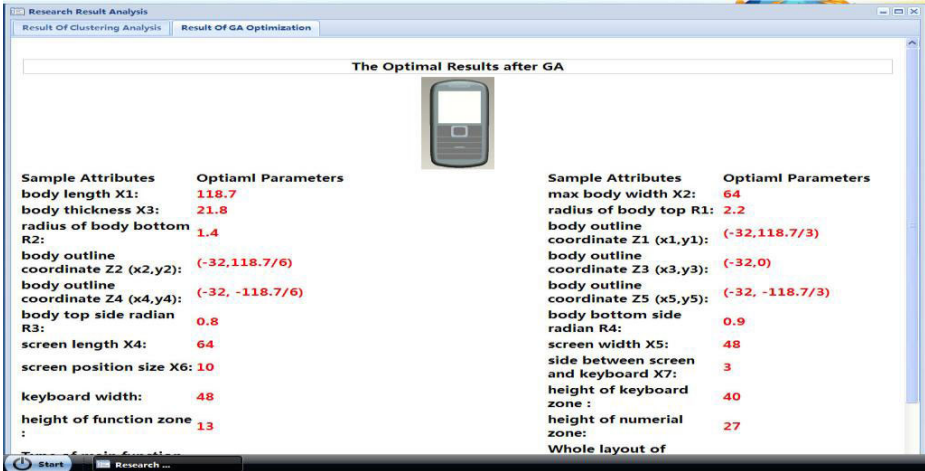 Research Result Analysis
Result Of Clustering Analysis Result Of GA Optimization
The Optimal Results after GA
Sample Attributes Optiaml Parameters Sample Attributes Optiaml Parameters
body length X1: 118.7 max body width X2: 64
body thickness X3: 21.8 radius of body top R1: 2.2
radius of body bottom
R2: 1.4
body outline
coordinate Z1 (x1,y1): (-32,118.7/3)
body outline
coordinate Z2 (x2,y2): (-32,118.7/6)
body outline
coordinate Z3 (x3,y3): (-32,0)
body outline
coordinate Z4 (x4,y4): (-32, -118.7/6)
body outline
coordinate Z5 (x5,y5): (-32, -118.7/3)
body top side radian
R3: 0.8
body bottom side
radian R4: 0.9
screen length X4: 64 screen width X5: 48
screen position size X6: 10
side between screen
and keyboard X7: 3
keyboard width: 48
height of keyboard
zone : 40
height of function zone
: 13
height of numerial
zone: 27
Type of main function
Whole layout of
Start Research ...